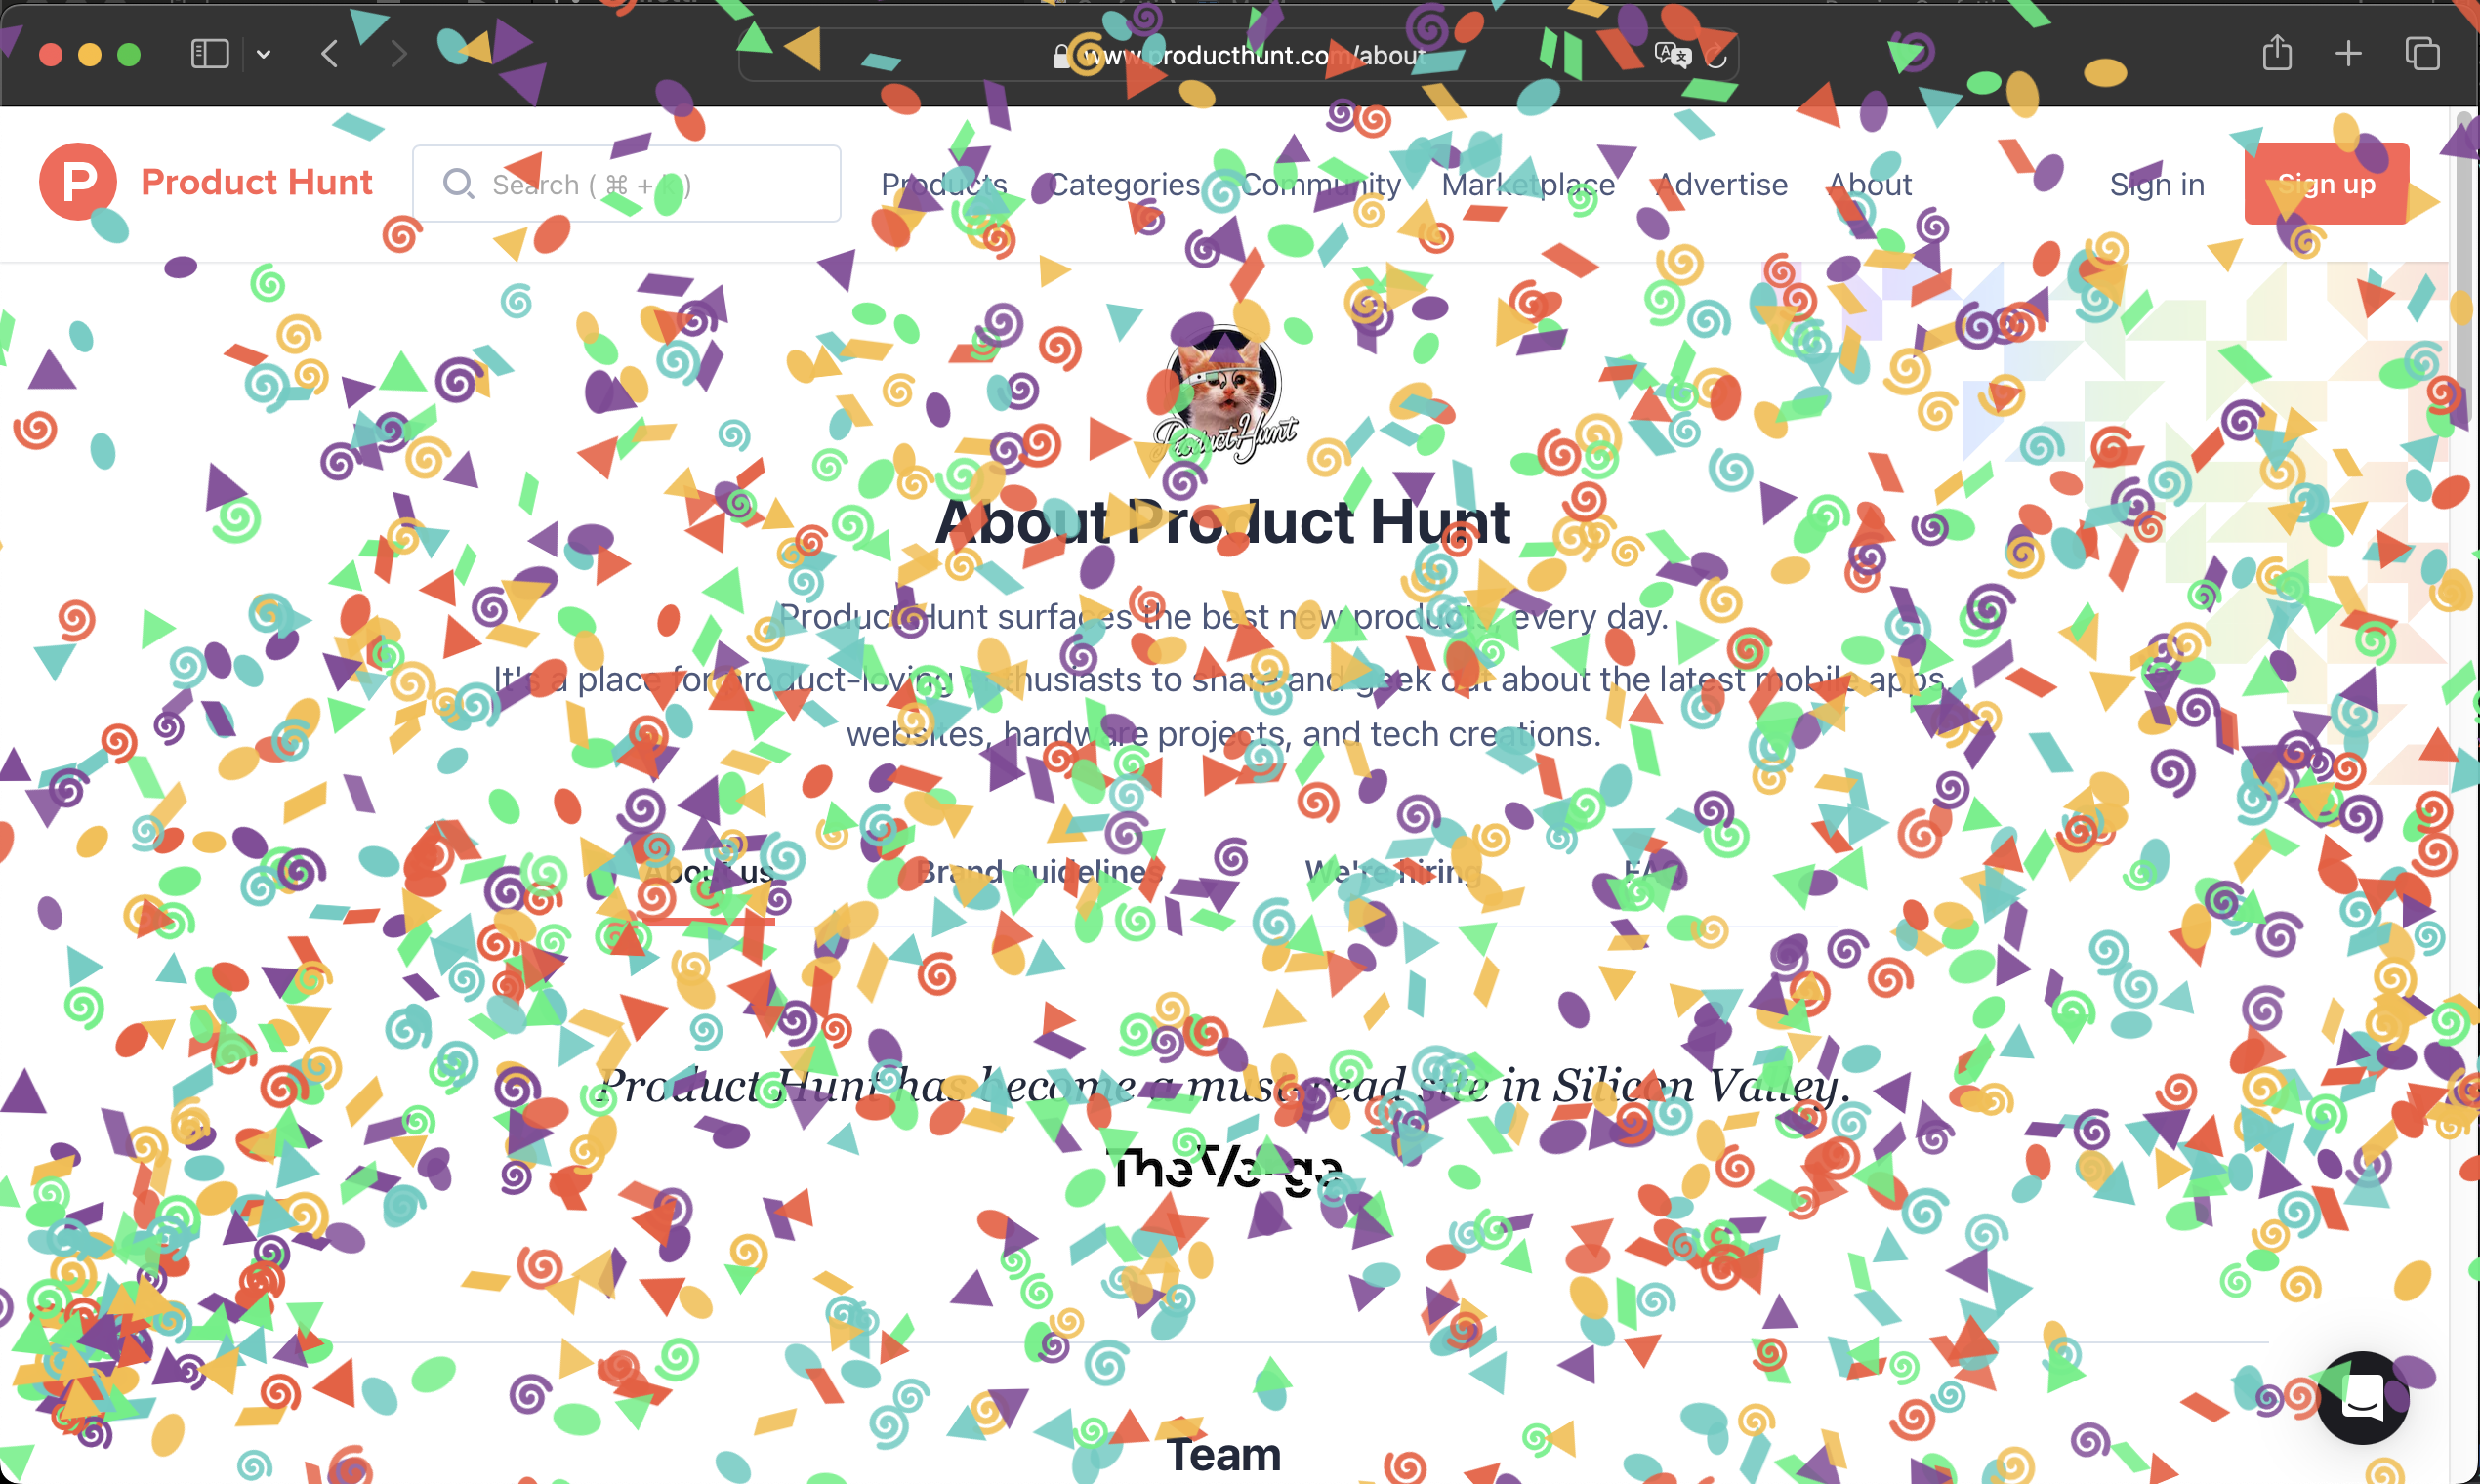 www.producthunt.com/about
P
Product Hunt
Search ( ⌘ + k )
Products
Categories
Community
Marketplace
Advertise
About
Sign in
Sign up
Product Hunt
About Product Hunt
Product Hunt surfaces the best new products, every day.
It's a place for product-loving enthusiasts to share and geek out about the latest mobile apps,
websites, hardware projects, and tech creations.
About us
Brand guidelines
We're hiring
FAQ
Product Hunt has become a must-read site in Silicon Valley.
The Verge
Team